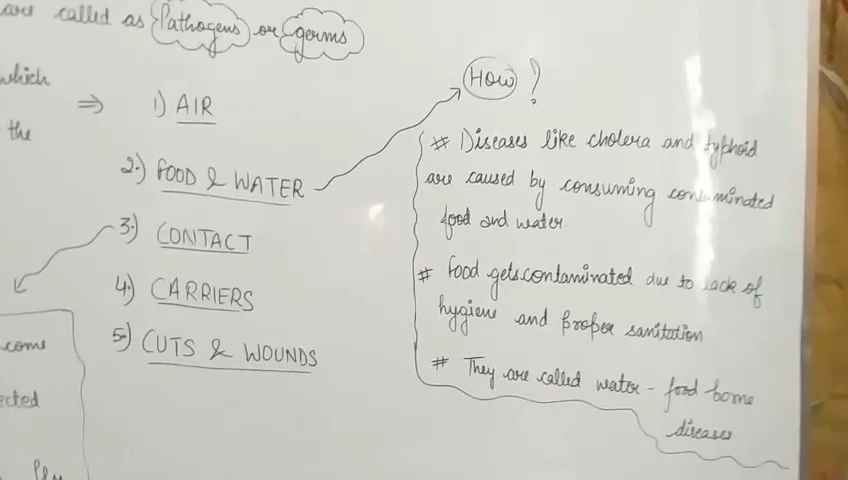 are called as Pathogens or germs
which
the
⇒ 1) AIR
2.) FOOD & WATER
3.) CONTACT
4.) CARRIERS
5.) CUTS & WOUNDS
come
ected
How ?
# Diseases like cholera and typhoid
are caused by consuming contaminated
food and water
# Food gets contaminated due to lack of
hygiene and proper sanitation
# They are called water - food borne
diseases